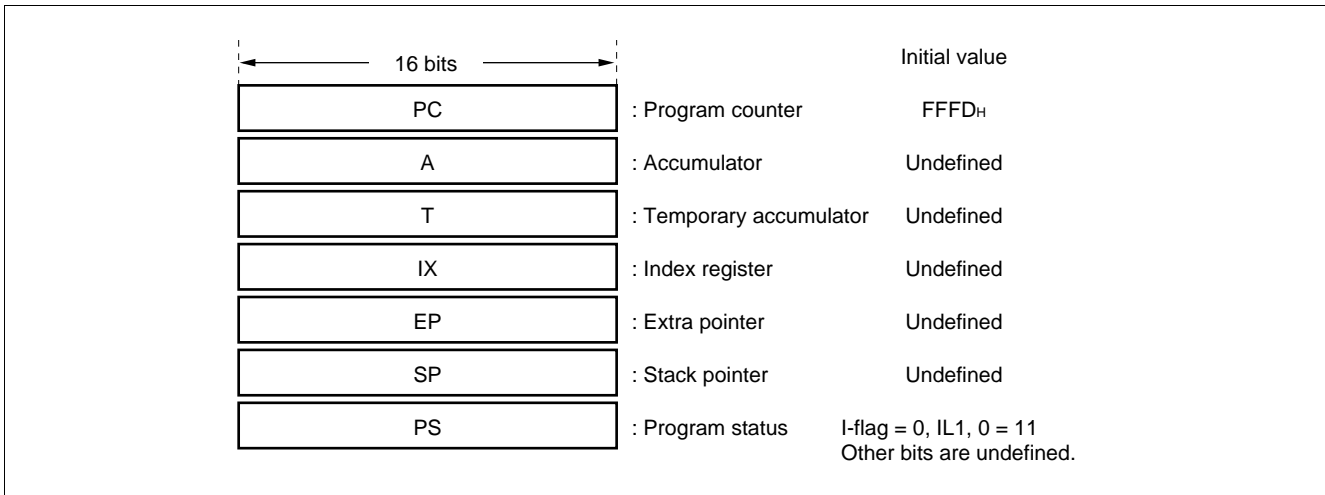 16 bits Initial value
PC : Program counter FFFDH
A : Accumulator Undefined
T : Temporary accumulator Undefined
IX : Index register Undefined
EP : Extra pointer Undefined
SP : Stack pointer Undefined
PS : Program status I-flag = 0, IL1, 0 = 11
Other bits are undefined.